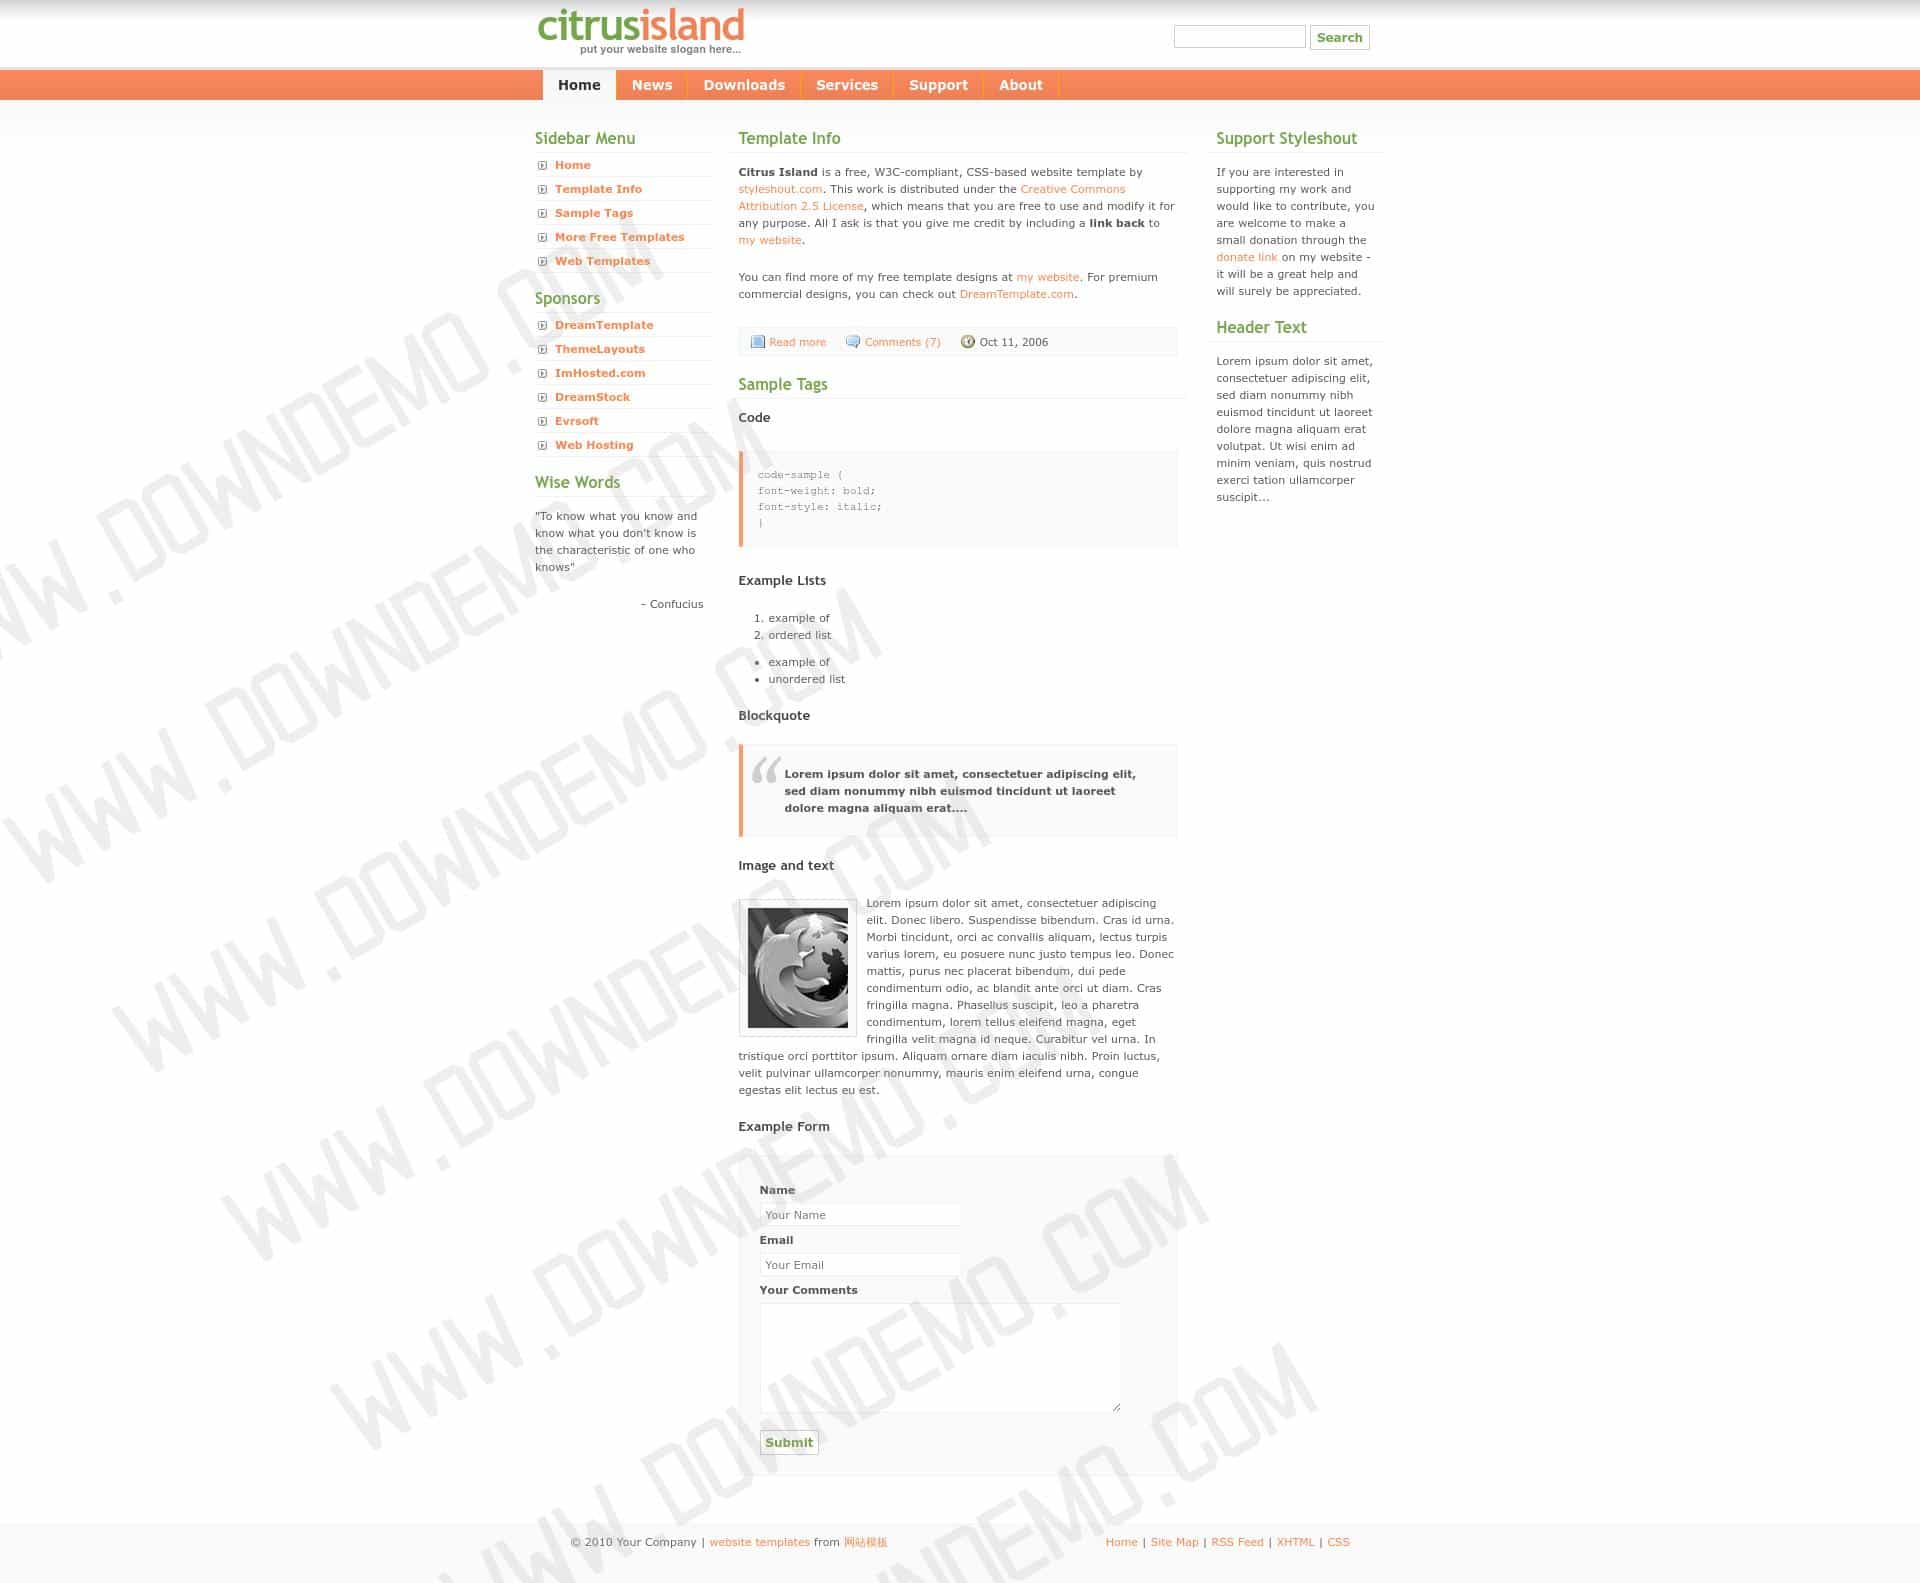 citrusisland
put your website slogan here...
Search
Home
News
Downloads
Services
Support
About
Sidebar Menu
Home
Template Info
Sample Tags
More Free Templates
Web Templates
Sponsors
DreamTemplate
ThemeLayouts
ImHosted.com
DreamStock
Evrsoft
Web Hosting
Wise Words
"To know what you know and
know what you don't know is
the characteristic of one who
knows"
- Confucius
Template Info
Citrus Island is a free, W3C-compliant, CSS-based website template by
styleshout.com. This work is distributed under the Creative Commons
Attribution 2.5 License, which means that you are free to use and modify it for
any purpose. All I ask is that you give me credit by including a link back to
my website.
You can find more of my free template designs at my website. For premium
commercial designs, you can check out DreamTemplate.com.
Read more Comments (7) Oct 11, 2006
Sample Tags
Code
code-sample {
font-weight: bold;
font-style: italic;
}
Example Lists
1. example of
2. ordered list
• example of
• unordered list
Blockquote
“
Lorem ipsum dolor sit amet, consectetuer adipiscing elit,
sed diam nonummy nibh euismod tincidunt ut laoreet
dolore magna aliquam erat....
Image and text
Lorem ipsum dolor sit amet, consectetuer adipiscing
elit. Donec libero. Suspendisse bibendum. Cras id urna.
Morbi tincidunt, orci ac convallis aliquam, lectus turpis
varius lorem, eu posuere nunc justo tempus leo. Donec
mattis, purus nec placerat bibendum, dui pede
condimentum odio, ac blandit ante orci ut diam. Cras
fringilla magna. Phasellus suscipit, leo a pharetra
condimentum, lorem tellus eleifend magna, eget
fringilla velit magna id neque. Curabitur vel urna. In
tristique orci porttitor ipsum. Aliquam ornare diam iaculis nibh. Proin luctus,
velit pulvinar ullamcorper nonummy, mauris enim eleifend urna, congue
egestas elit lectus eu est.
Example Form
Name
Your Name
Email
Your Email
Your Comments
Submit
Support Styleshout
If you are interested in
supporting my work and
would like to contribute, you
are welcome to make a
small donation through the
donate link on my website -
it will be a great help and
will surely be appreciated.
Header Text
Lorem ipsum dolor sit amet,
consectetuer adipiscing elit,
sed diam nonummy nibh
euismod tincidunt ut laoreet
dolore magna aliquam erat
volutpat. Ut wisi enim ad
minim veniam, quis nostrud
exerci tation ullamcorper
suscipit...
© 2010 Your Company | website templates from 网站模板
Home | Site Map | RSS Feed | XHTML | CSS
WW.DOWNDEMO.COM
WWW.DOWNDEMO.COM
WWW.DOWNDEMO.COM
WWW.DOWNDEMO.COM
WWW.DOWNDEMO.COM
WWW.DOWNDEMO.COM
DOWNDEMO.COM